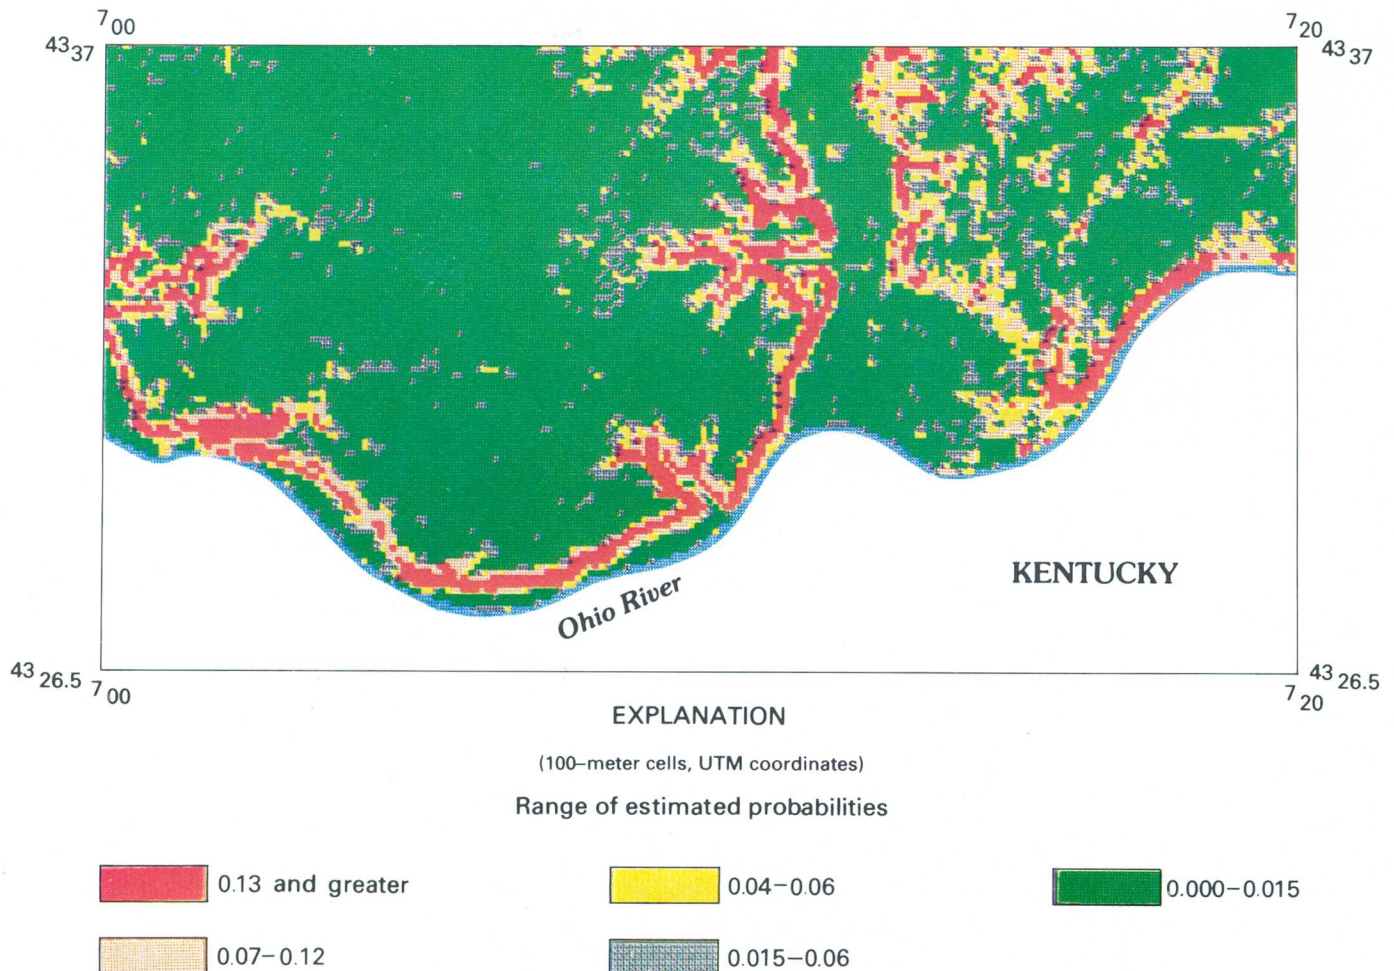 7 00
7 20
43 37
43 37
KENTUCKY
Ohio River
43 26.5
43 26.5
7 00
7 20
EXPLANATION
(100-meter cells, UTM coordinates)
Range of estimated probabilities
0.13 and greater
0.04-0.06
0.000-0.015
0.07-0.12
0.015-0.06